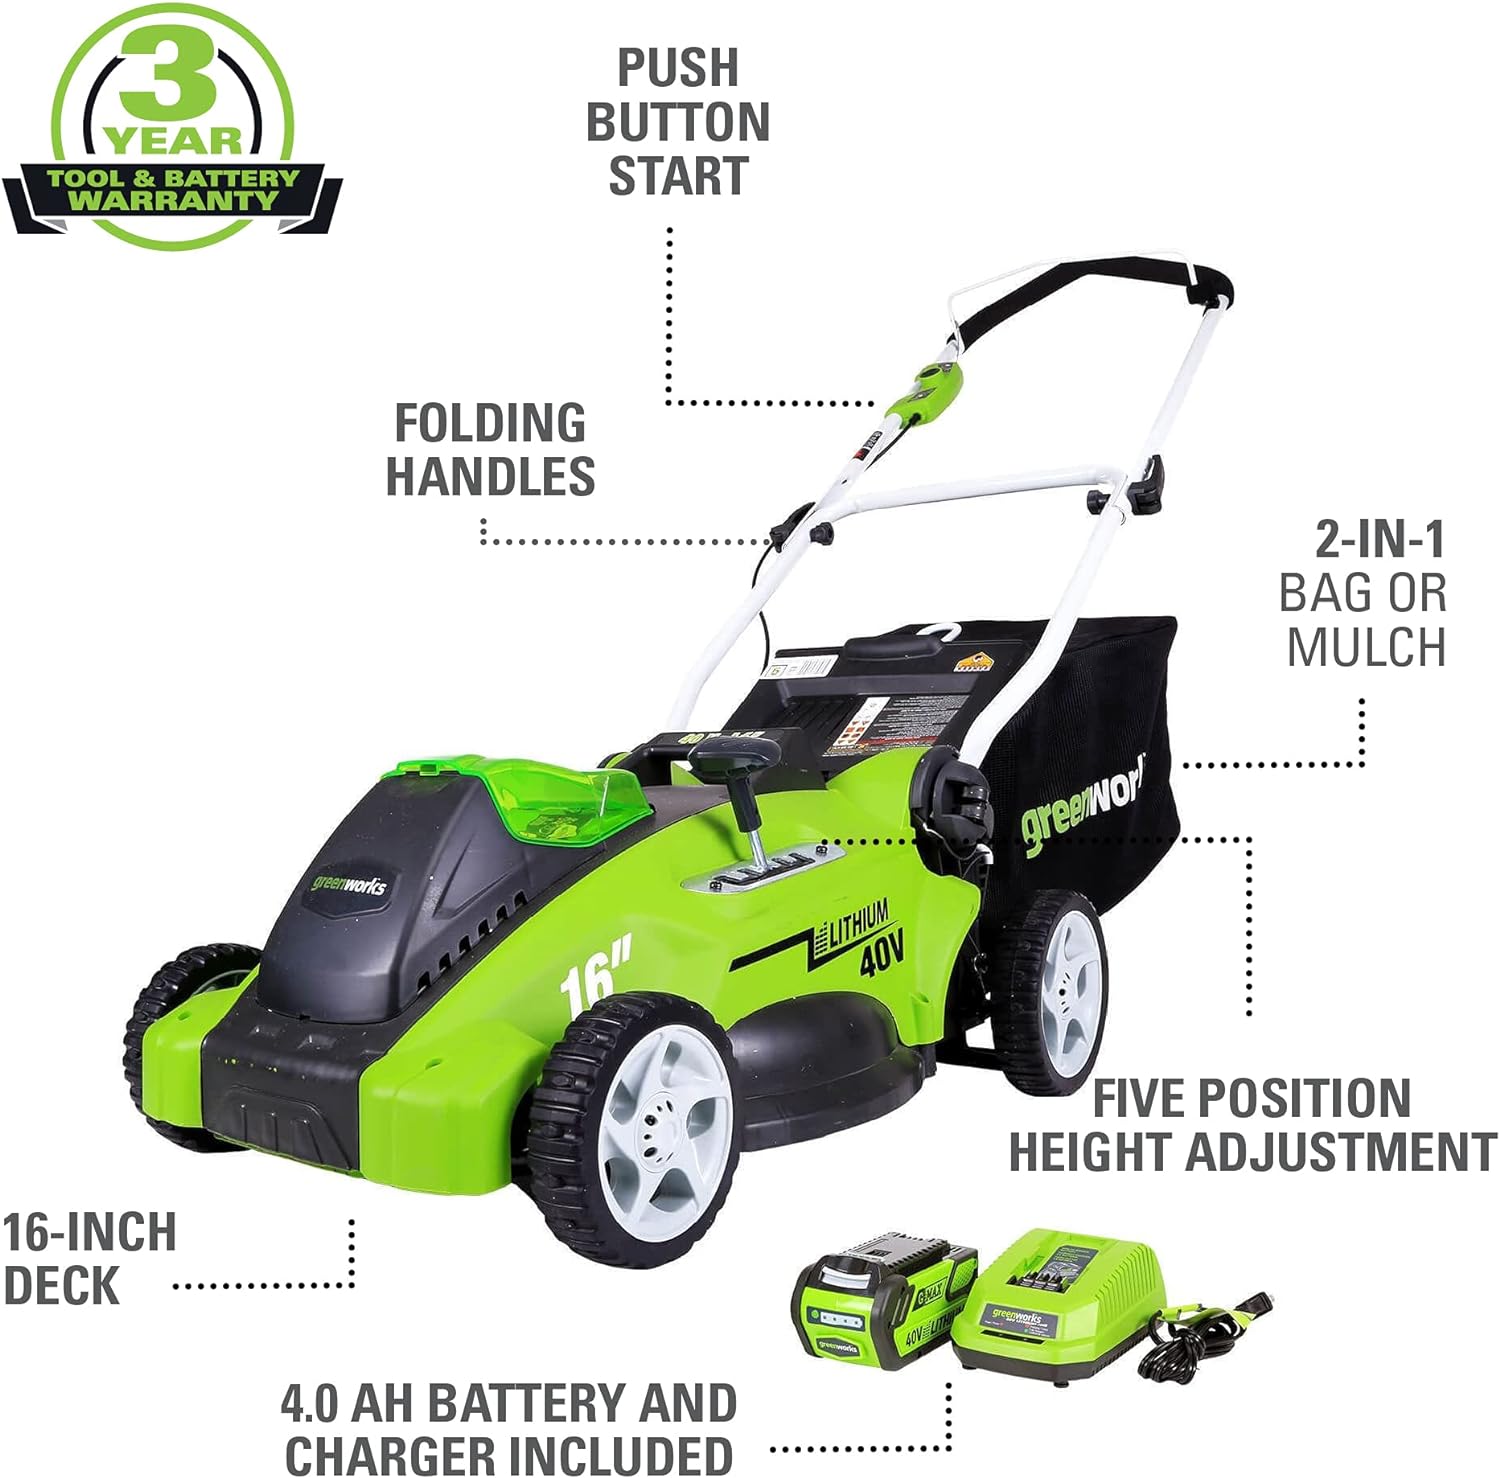 3
YEAR
TOOL & BATTERY
WARRANTY
PUSH
BUTTON
START
FOLDING
HANDLES
2-IN-1
BAG OR
MULCH
greenwor
greenworks
LITHIUM
40V
16"
FIVE POSITION
HEIGHT ADJUSTMENT
16-INCH
DECK
G-MAX
40V LITHIUM
greenworks
greenworks
4.0 AH BATTERY AND
CHARGER INCLUDED